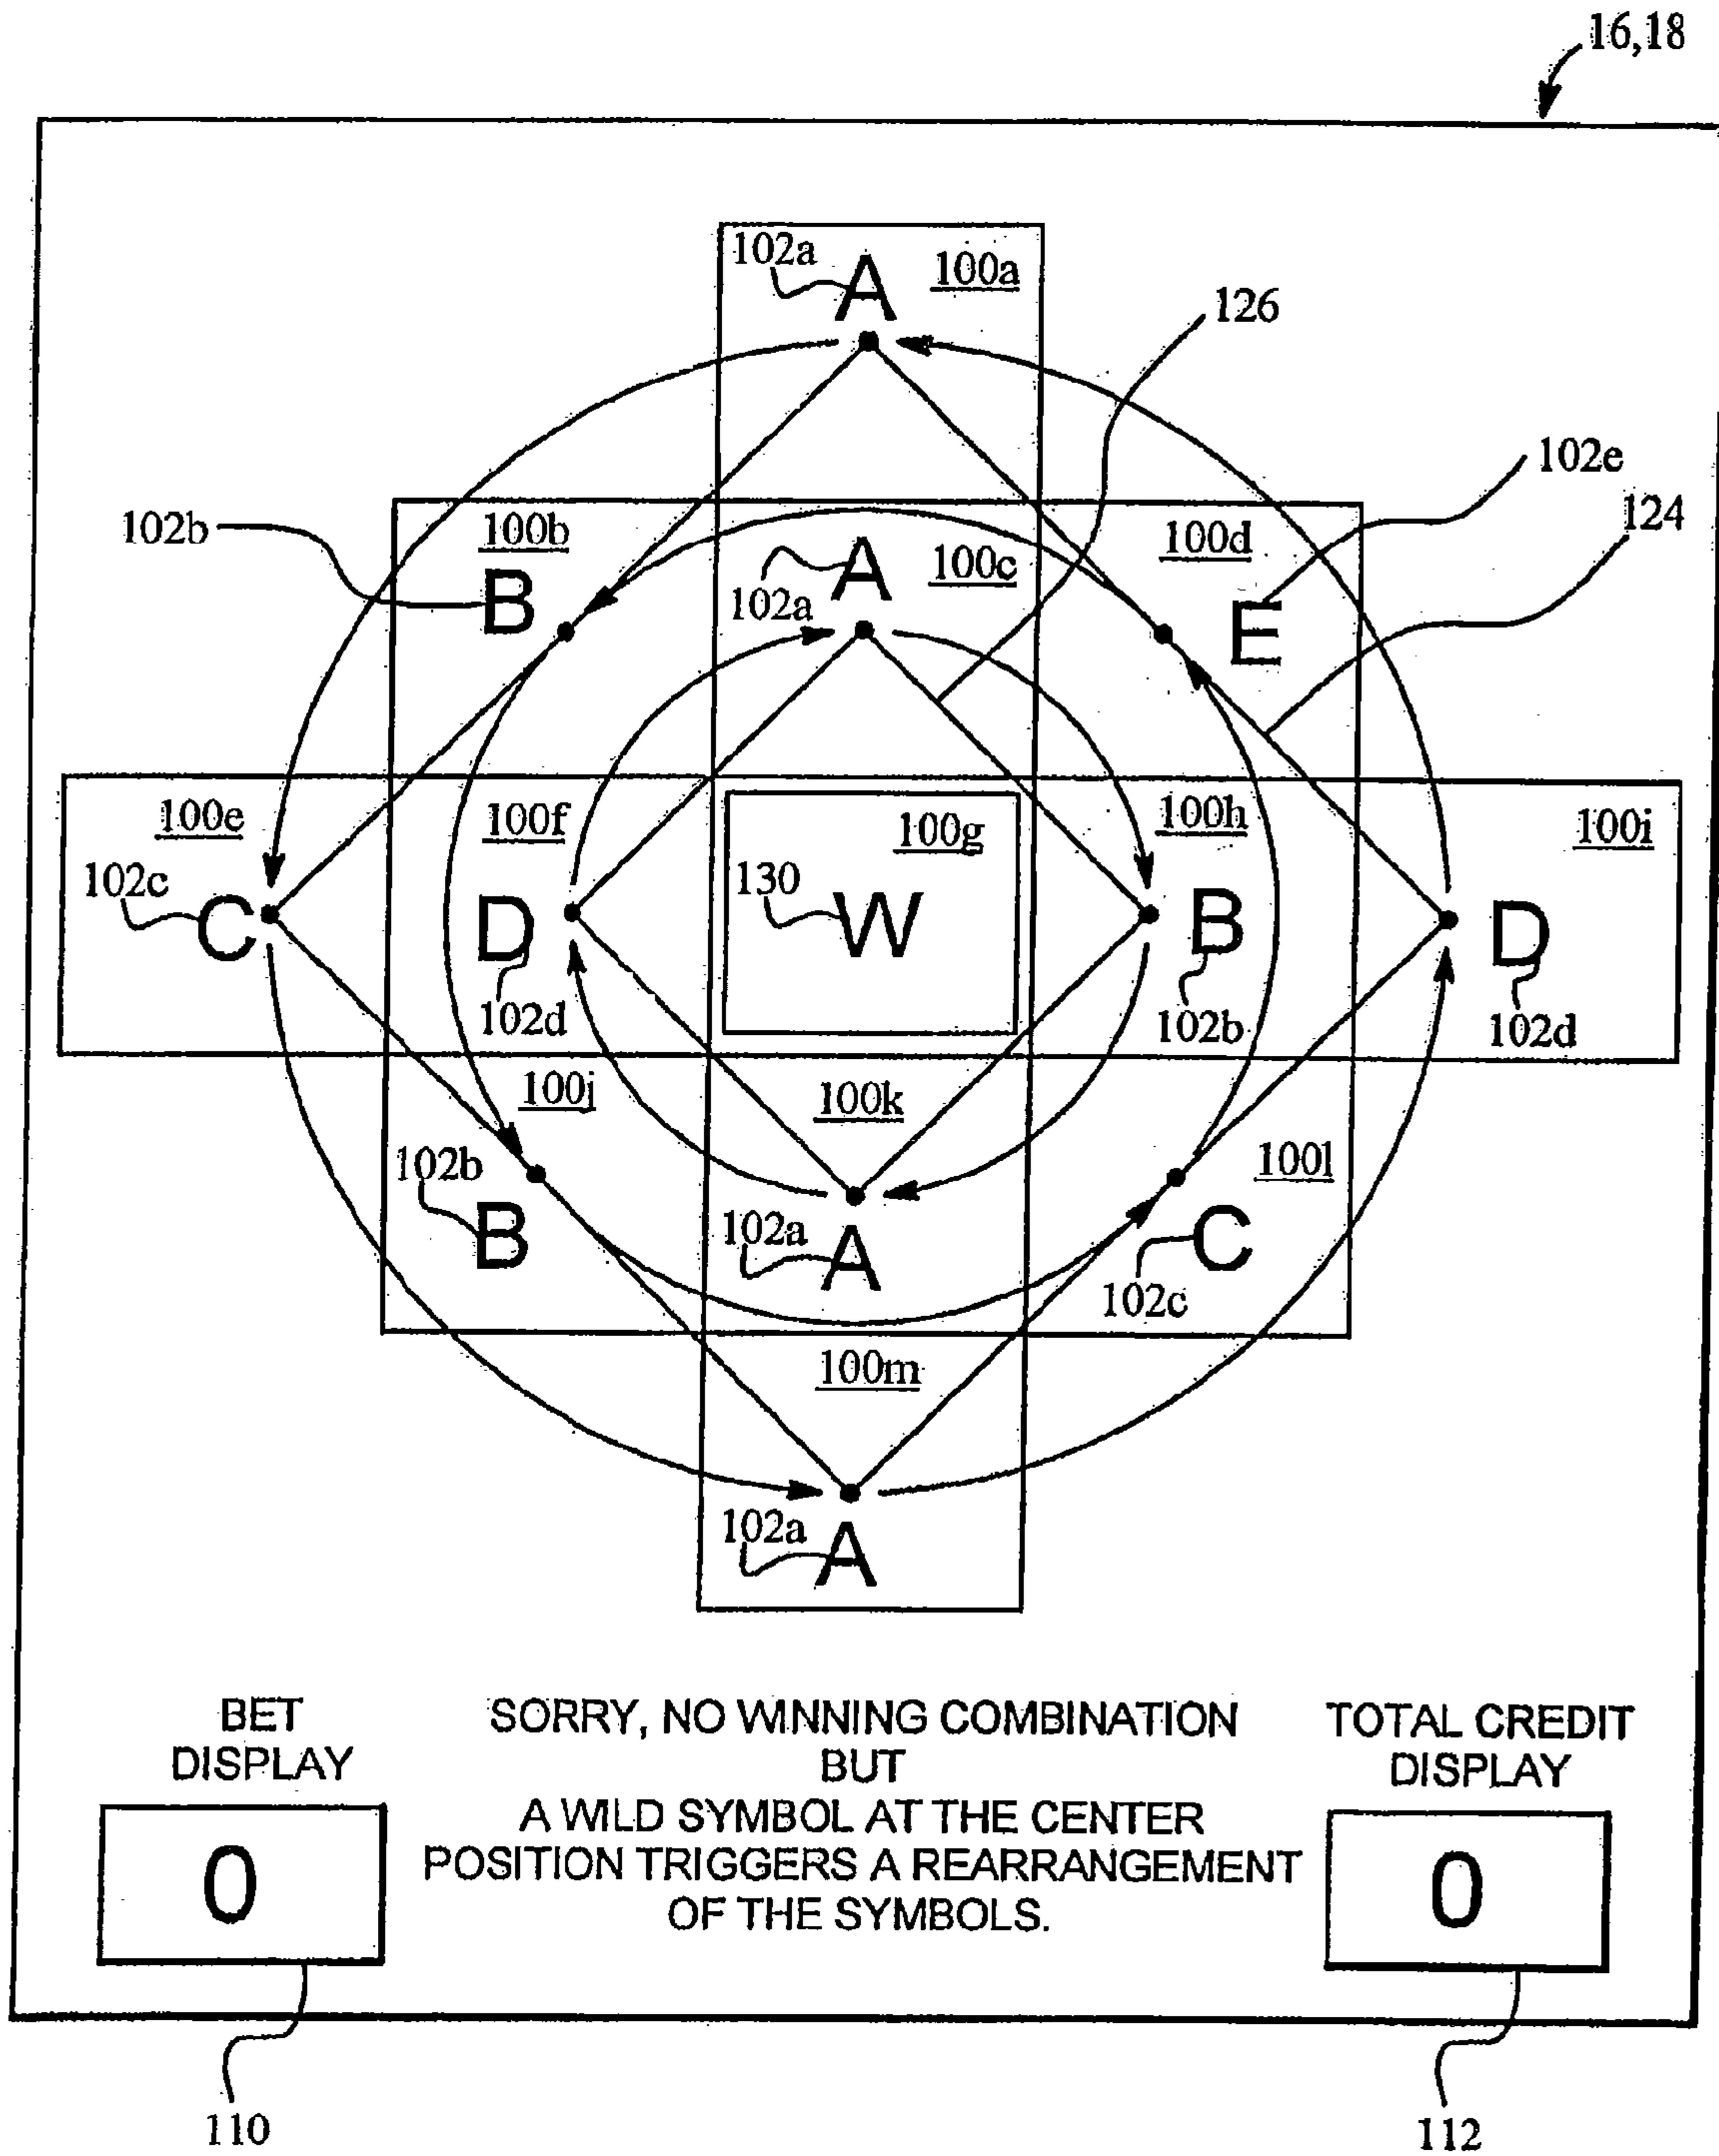 16,18
102a
A
100a
126
102e
124
102b
100b
100d
B
A
100c
102a
E
100e
100f
100g
100h
100i
102c
130
C
D
W
B
D
102d
102b
102d
100j
100k
102b
100l
B
102a
A
C
102c
100m
102a
A
BET
DISPLAY
0
SORRY, NO WINNING COMBINATION
BUT
A WILD SYMBOL AT THE CENTER
POSITION TRIGGERS A REARRANGEMENT
OF THE SYMBOLS.
TOTAL CREDIT
DISPLAY
0
110
112